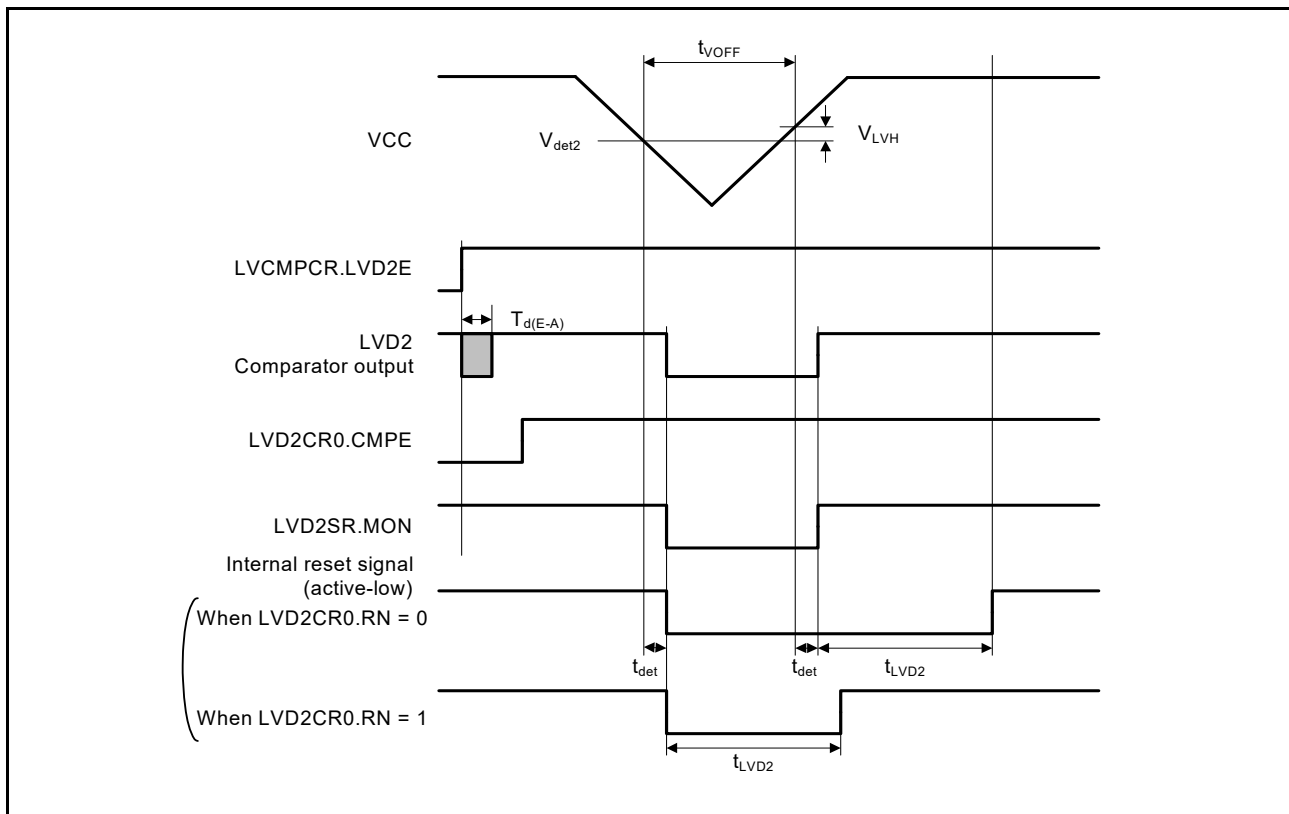 tVOFF
VCC
Vdet2
VLVH
LVCMPCR.LVD2E
Td(E-A)
LVD2
Comparator output
LVD2CR0.CMPE
LVD2SR.MON
Internal reset signal
(active-low)
When LVD2CR0.RN = 0
tdet
tdet
tLVD2
When LVD2CR0.RN = 1
tLVD2